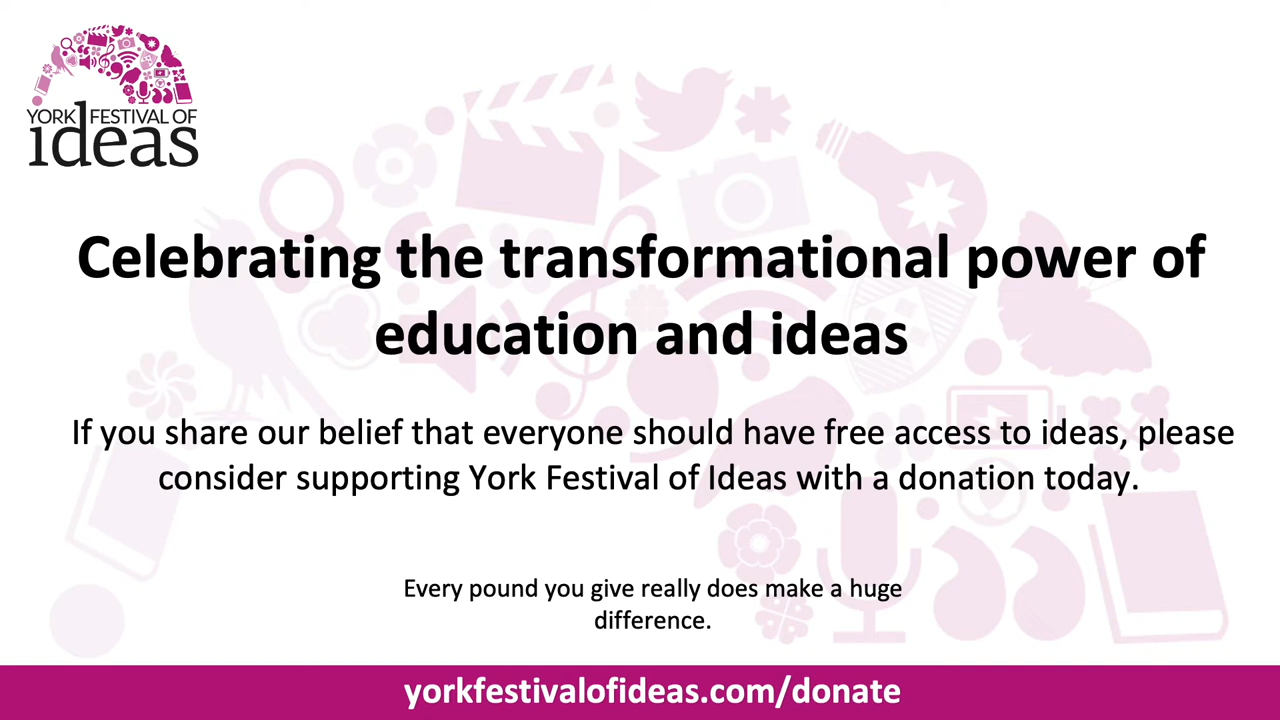 YORK FESTIVAL OF
ideas
Celebrating the transformational power of
education and ideas
If you share our belief that everyone should have free access to ideas, please
consider supporting York Festival of Ideas with a donation today.
Every pound you give really does make a huge
difference.
yorkfestivalofideas.com/donate